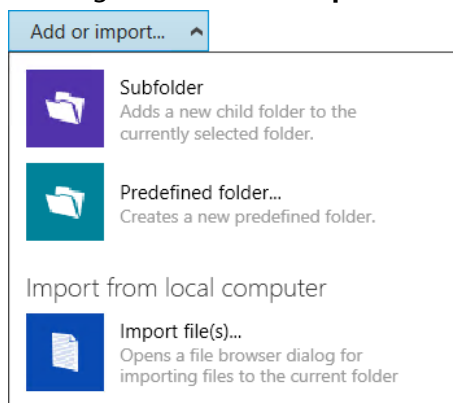 Add or import...
Subfolder
Adds a new child folder to the
currently selected folder.
Predefined folder...
Creates a new predefined folder.
Import from local computer
Import file(s)...
Opens a file browser dialog for
importing files to the current folder